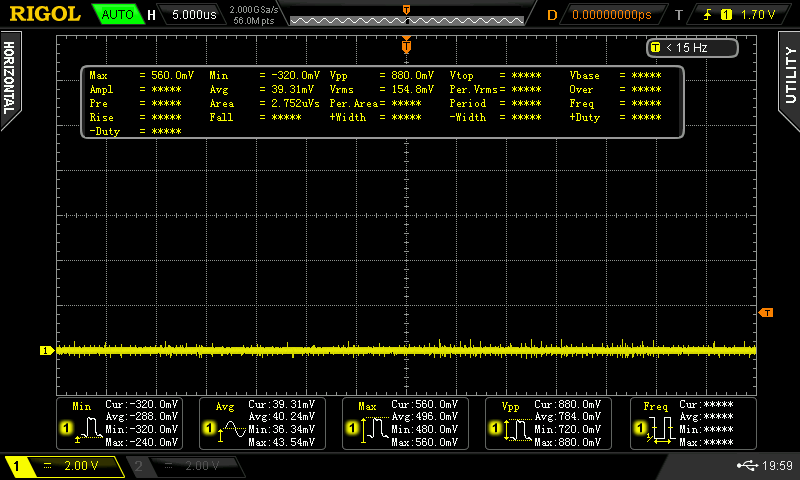 RIGOL AUTO H 5.000us 2.000GSa/s 56.0M pts D 0.00000000ps T 1 1.70 V
T
T < 15 Hz
HORIZONTAL
UTILITY
Max = 560.0mV Min = -320.0mV Vpp = 880.0mV Vtop = ***** Vbase = *****
Ampl = ***** Avg = 39.31mV Vrms = 154.8mV Per.Vrms= ***** Over = *****
Pre = ***** Area = 2.752uVs Per.Area= ***** Period = ***** Freq = *****
Rise = ***** Fall = ***** +Width = ***** -Width = ***** +Duty = *****
-Duty = *****
T
1
Min Cur:-320.0mV
Avg:-288.0mV
1 Min:-320.0mV
Max:-240.0mV
Avg Cur:39.31mV
Avg:40.24mV
1 Min:36.34mV
Max:43.54mV
Max Cur:560.0mV
Avg:496.0mV
1 Min:480.0mV
Max:560.0mV
Vpp Cur:880.0mV
Avg:784.0mV
1 Min:720.0mV
Max:880.0mV
Freq Cur:*****
Avg:*****
1 Min:*****
Max:*****
1 2.00 V 2 2.00 V 19:59